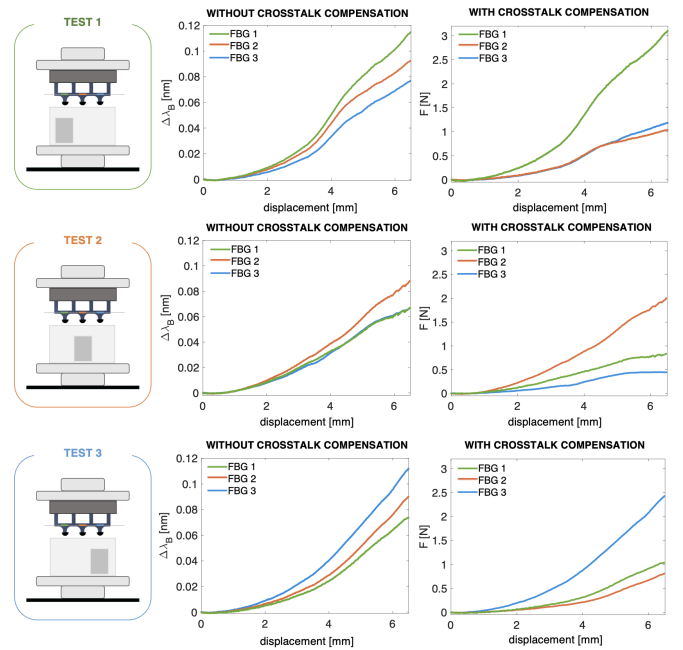 TEST 1
WITHOUT CROSSTALK COMPENSATION
0.12
0.1
0.08
0.06
0.04
0.02
0
FBG 1
FBG 2
FBG 3
Δλ_B [nm]
0 2 4 6
displacement [mm]
WITH CROSSTALK COMPENSATION
3
2.5
2
1.5
1
0.5
0
FBG 1
FBG 2
FBG 3
F [N]
0 2 4 6
displacement [mm]
TEST 2
WITHOUT CROSSTALK COMPENSATION
0.12
0.1
0.08
0.06
0.04
0.02
0
FBG 1
FBG 2
FBG 3
Δλ_B [nm]
0 2 4 6
displacement [mm]
WITH CROSSTALK COMPENSATION
3
2.5
2
1.5
1
0.5
0
FBG 1
FBG 2
FBG 3
F [N]
0 2 4 6
displacement [mm]
TEST 3
WITHOUT CROSSTALK COMPENSATION
0.12
0.1
0.08
0.06
0.04
0.02
0
FBG 1
FBG 2
FBG 3
Δλ_B [nm]
0 2 4 6
displacement [mm]
WITH CROSSTALK COMPENSATION
3
2.5
2
1.5
1
0.5
0
FBG 1
FBG 2
FBG 3
F [N]
0 2 4 6
displacement [mm]